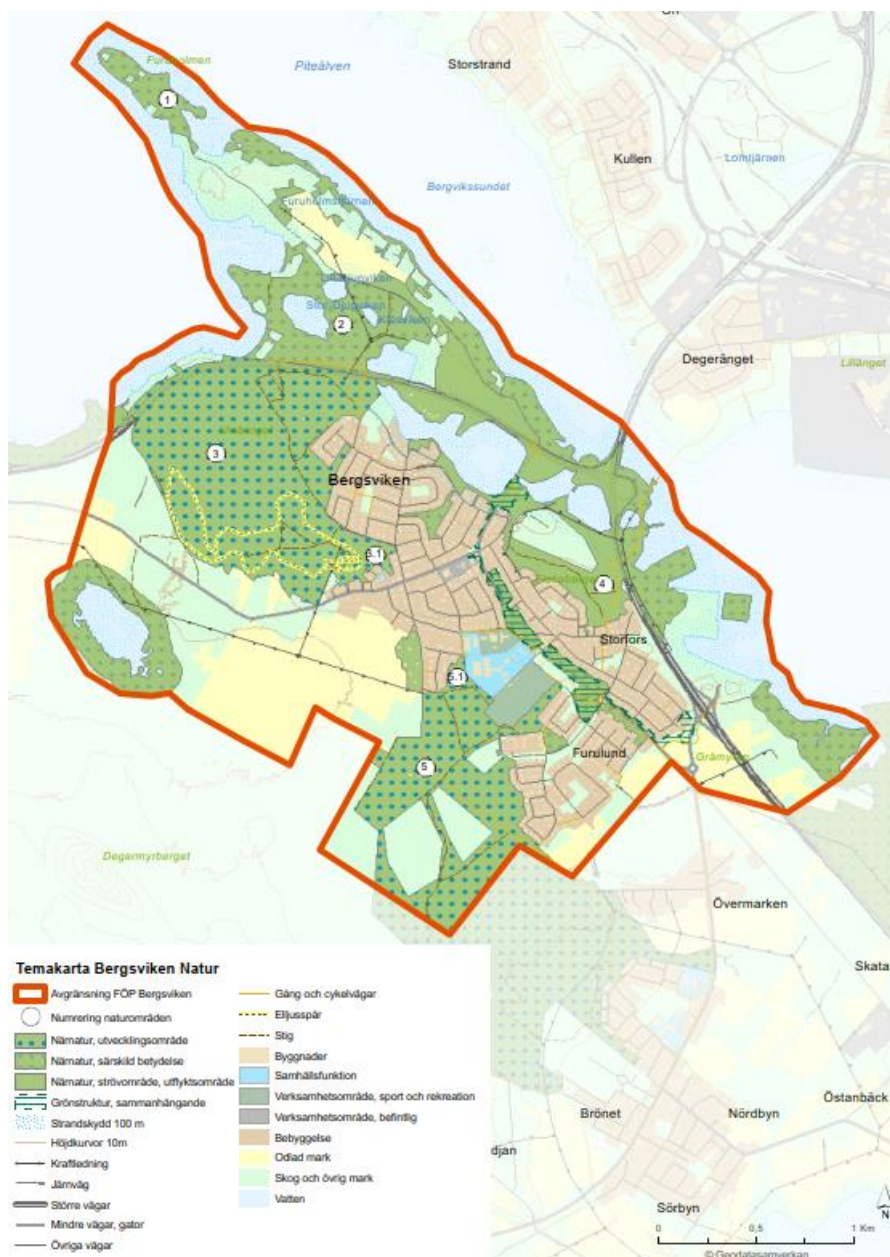 Furuholmen
Piteälven
Storstrand
1
Kullen
Lomtjärnen
Bergvikssundet
Furuholmstjärnen
2
Degeränget
Lillänget
3
Bergsviken
3.1
4
Storfors
5.1
5
Furulund
Degermyrberget
Övermarken
Skata
Östanbäck
Brönet
Nördbyn
djan
Sörbyn
N
0 0,5 1 Km
© Geodatasamverkan
Temakarta Bergsviken Natur
Avgränsning FÖP Bergsviken
Numrering naturområden
Närnatur, utvecklingsområde
Närnatur, särskild betydelse
Närnatur, strövområde, utflyktsområde
Grönstruktur, sammanhängande
Strandskydd 100 m
Höjdkurvor 10m
Kraftledning
Järnväg
Större vägar
Mindre vägar, gator
Övriga vägar
Gång och cykelvägar
Elljusspår
Stig
Byggnader
Samhällsfunktion
Verksamhetsområde, sport och rekreation
Verksamhetsområde, befintlig
Bebyggelse
Odlad mark
Skog och övrig mark
Vatten